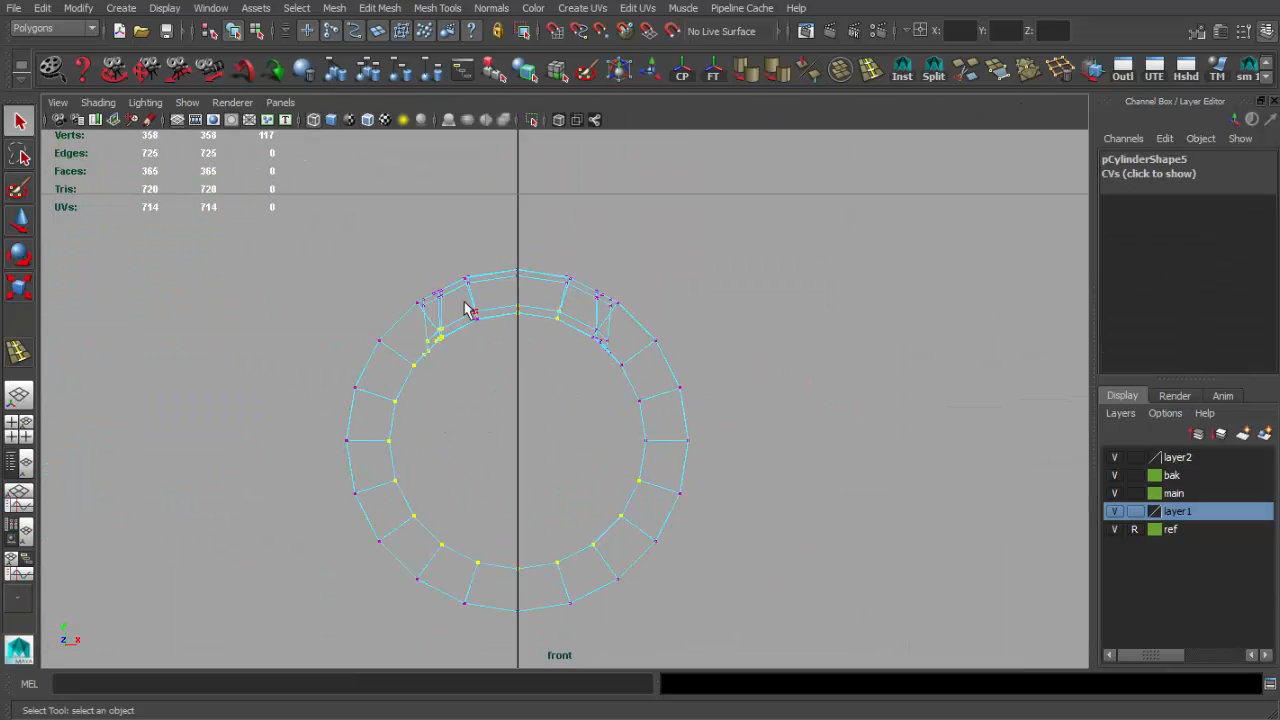 File Edit Modify Create Display Window Assets Select Mesh Edit Mesh Mesh Tools Normals Color Create UVs Edit UVs Muscle Pipeline Cache Help
Polygons No Live Surface X: Y: Z:
CP FT Inst Split Outl UTE Hshd TM sm 1
View Shading Lighting Show Renderer Panels
Channel Box / Layer Editor
Channels Edit Object Show
Verts: 358 358 117
Edges: 725 725 0
Faces: 365 365 0
Tris: 720 720 0
UVs: 714 714 0
pCylinderShape5
CVs (click to show)
Display Render Anim
Layers Options Help
V layer2
V bak
V main
V layer1
V R ref
y
z x
front
MEL
Select Tool: select an object